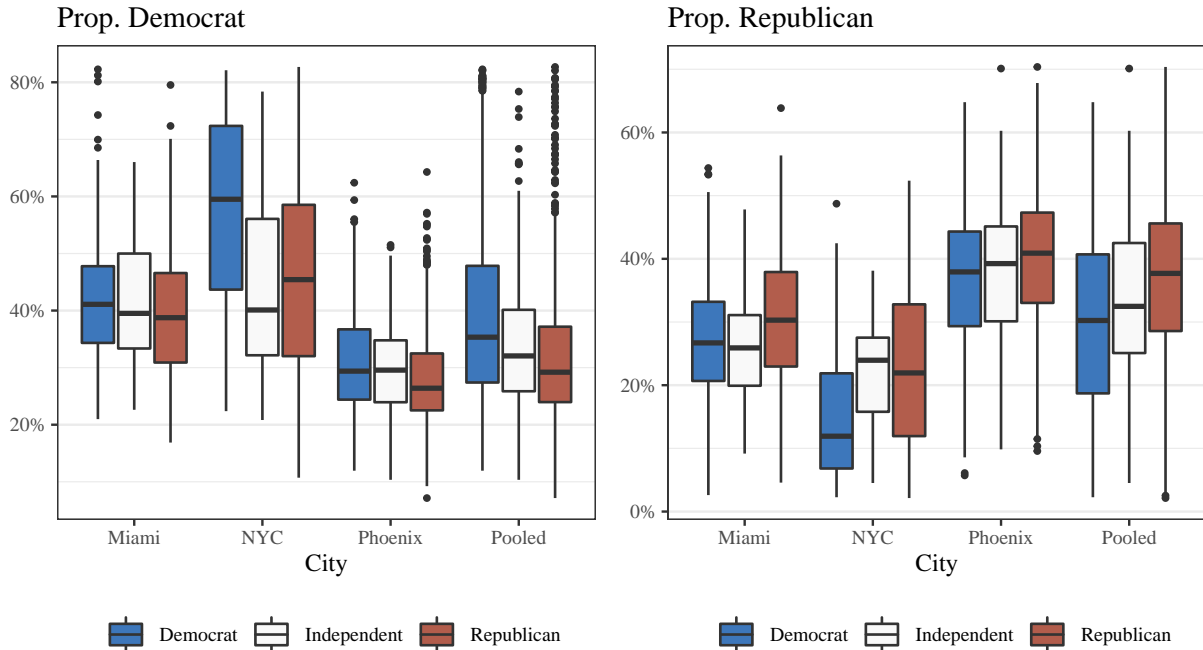 Prop. Democrat
80%
60%
40%
20%
Miami NYC Phoenix Pooled
City
Democrat Independent Republican
Prop. Republican
60%
40%
20%
0%
Miami NYC Phoenix Pooled
City
Democrat Independent Republican